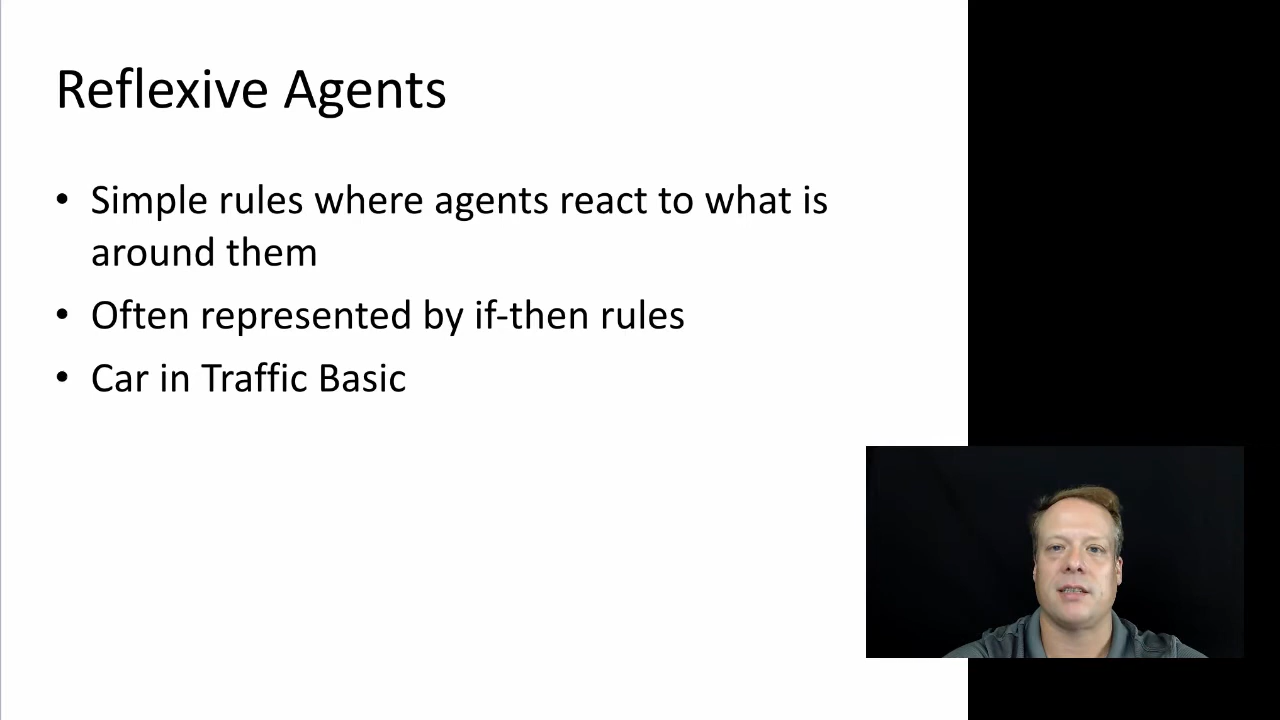 Reflexive Agents
• Simple rules where agents react to what is
around them
• Often represented by if-then rules
• Car in Traffic Basic